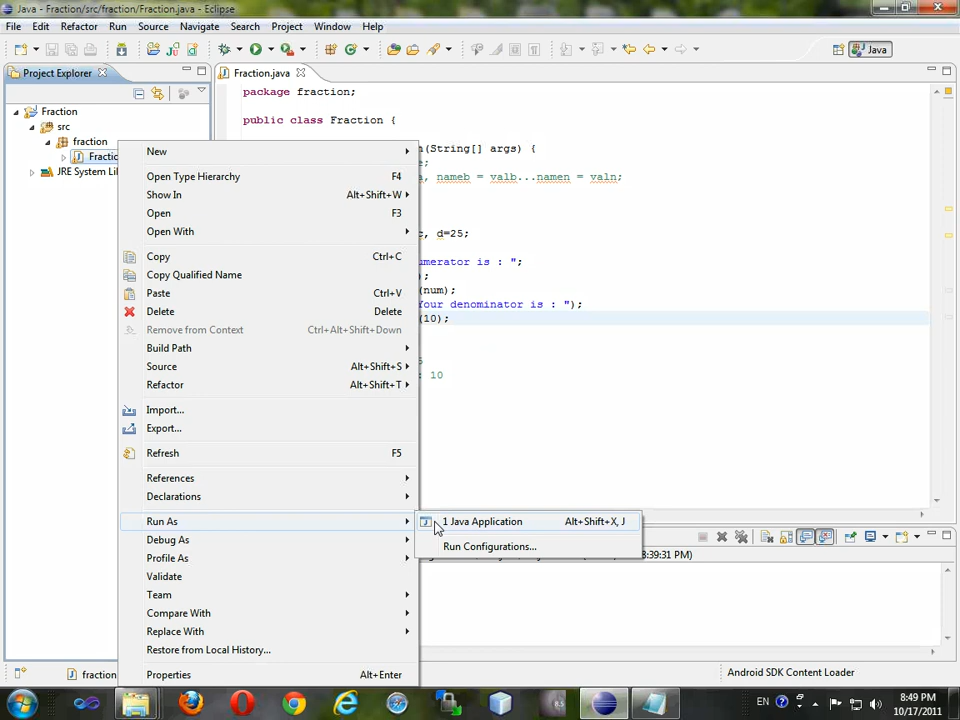 Java - Fraction/src/fraction/Fraction.java - Eclipse
File Edit Refactor Run Source Navigate Search Project Window Help
Java
Project Explorer
Fraction.java
Fraction
src
fraction
Fractio
JRE System Lib
package fraction;
public class Fraction {
n(String[] args) {
e;
a, nameb = valb...namen = valn;
c, d=25;
umerator is : ";
);
(num);
Your denominator is : ");
(10);
5
: 10
New
Open Type Hierarchy F4
Show In Alt+Shift+W
Open F3
Open With
Copy Ctrl+C
Copy Qualified Name
Paste Ctrl+V
Delete Delete
Remove from Context Ctrl+Alt+Shift+Down
Build Path
Source Alt+Shift+S
Refactor Alt+Shift+T
Import...
Export...
Refresh F5
References
Declarations
Run As
Debug As
Profile As
Validate
Team
Compare With
Replace With
Restore from Local History...
Properties Alt+Enter
1 Java Application Alt+Shift+X, J
Run Configurations...
8:39:31 PM)
fraction
Android SDK Content Loader
EN
8:49 PM
10/17/2011